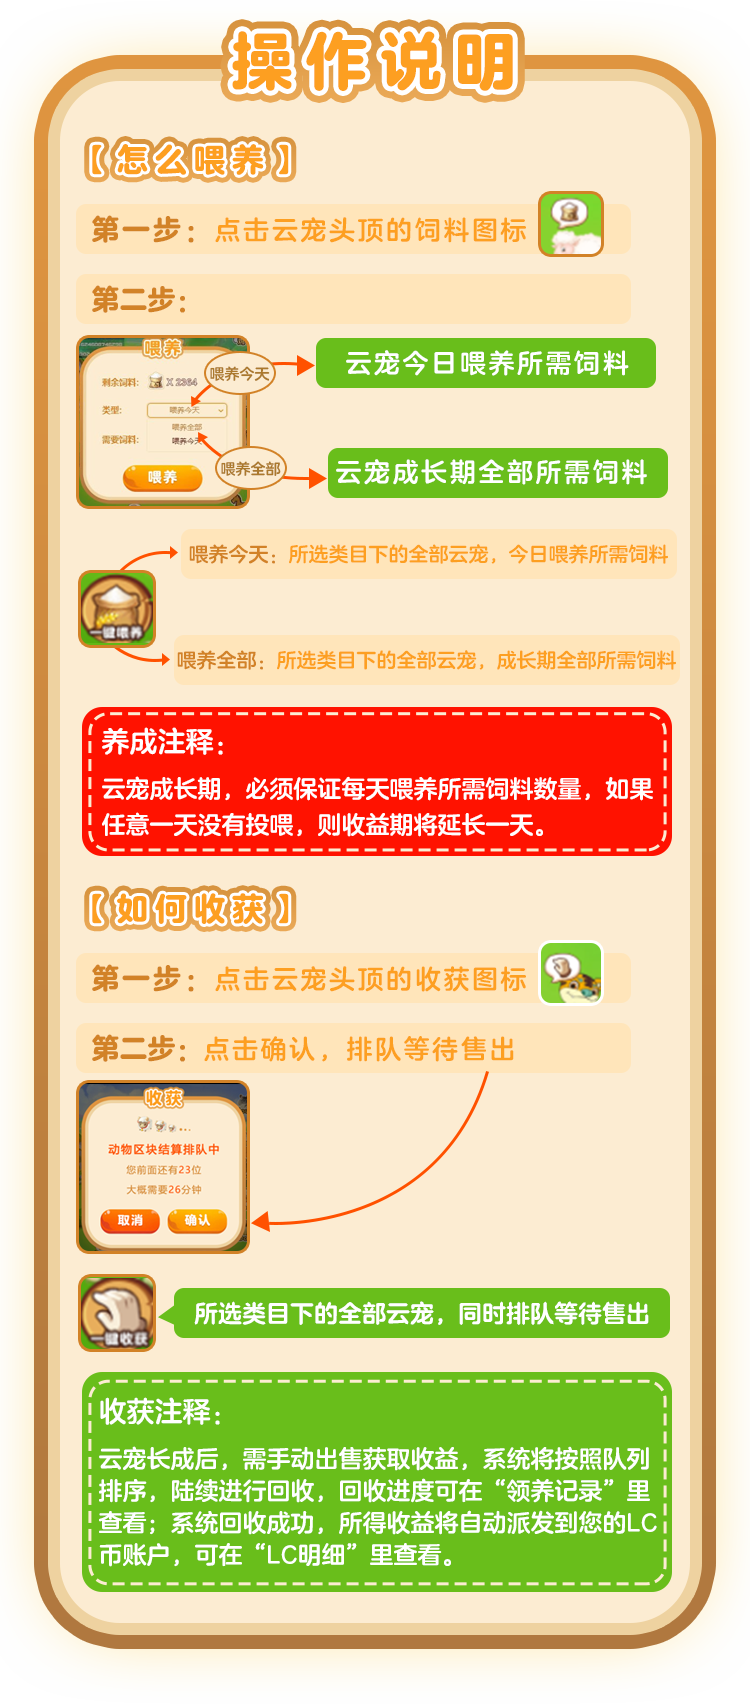 操作说明
【怎么喂养】
第一步：点击云宠头顶的饲料图标
第二步：
喂养
剩余饲料：
X 2364
喂养今天
云宠今日喂养所需饲料
类型：
喂养今天
喂养全部
需要饲料：
喂养今天
喂养全部
云宠成长期全部所需饲料
喂养
喂养今天：所选类目下的全部云宠，今日喂养所需饲料
一键喂养
喂养全部：所选类目下的全部云宠，成长期全部所需饲料
养成注释：
云宠成长期，必须保证每天喂养所需饲料数量，如果
任意一天没有投喂，则收益期将延长一天。
【如何收获】
第一步：点击云宠头顶的收获图标
第二步：点击确认，排队等待售出
收获
动物区块结算排队中
您前面还有23位
大概需要26分钟
取消
确认
所选类目下的全部云宠，同时排队等待售出
一键收获
收获注释：
云宠长成后，需手动出售获取收益，系统将按照队列
排序，陆续进行回收，回收进度可在“领养记录”里
查看；系统回收成功，所得收益将自动派发到您的LC
币账户，可在“LC明细”里查看。